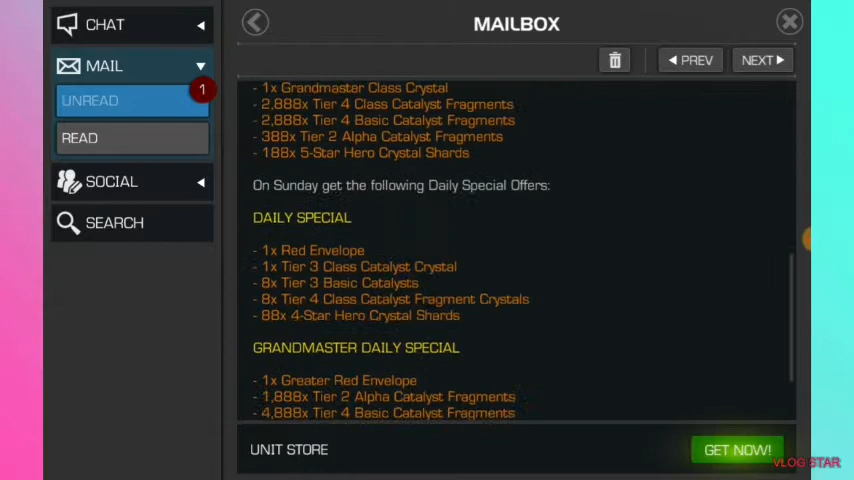 CHAT
MAILBOX
MAIL
PREV
NEXT
UNREAD
1
READ
SOCIAL
SEARCH
- 1x Grandmaster Class Crystal
- 2,888x Tier 4 Class Catalyst Fragments
- 2,888x Tier 4 Basic Catalyst Fragments
- 388x Tier 2 Alpha Catalyst Fragments
- 188x 5-Star Hero Crystal Shards
On Sunday get the following Daily Special Offers:
DAILY SPECIAL
- 1x Red Envelope
- 1x Tier 3 Class Catalyst Crystal
- 8x Tier 3 Basic Catalysts
- 8x Tier 4 Class Catalyst Fragment Crystals
- 88x 4-Star Hero Crystal Shards
GRANDMASTER DAILY SPECIAL
- 1x Greater Red Envelope
- 1,888x Tier 2 Alpha Catalyst Fragments
- 4,888x Tier 4 Basic Catalyst Fragments
UNIT STORE
GET NOW!
VLOG STAR